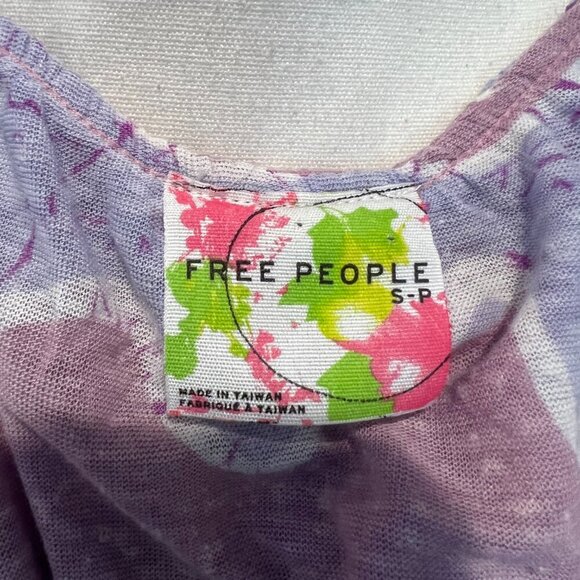 FREE PEOPLE
S-P
MADE IN TAIWAN
FABRIQUÉ À TAIWAN